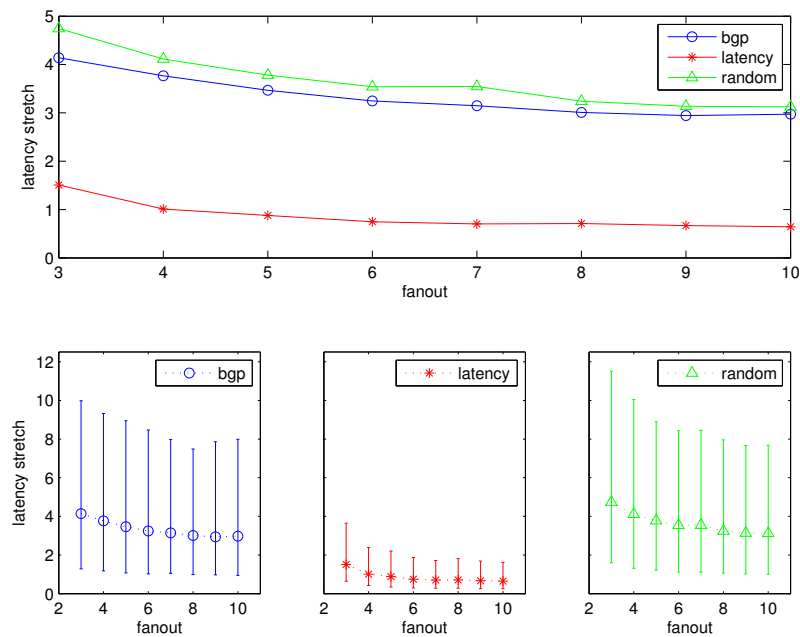 5
4
3
2
1
0
latency stretch
bgp
latency
random
3 4 5 6 7 8 9 10
fanout
12
10
8
6
4
2
0
latency stretch
bgp
2 4 6 8 10
fanout
latency
2 4 6 8 10
fanout
random
2 4 6 8 10
fanout